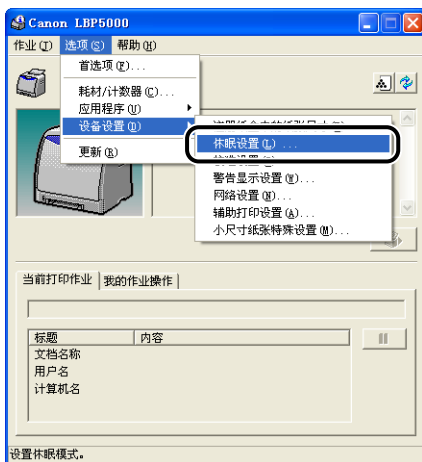 Canon LBP5000
作业(J) 选项(S) 帮助(H)
首选项(P)...
耗材/计数器(C)...
应用程序(U)
设备设置(D)
更新(R)
休眠设置(L) ...
警告显示设置(W)...
网络设置(N)...
辅助打印设置(A)...
小尺寸纸张特殊设置(M)...
当前打印作业 我的作业操作
标题 内容
文档名称
用户名
计算机名
设置休眠模式。